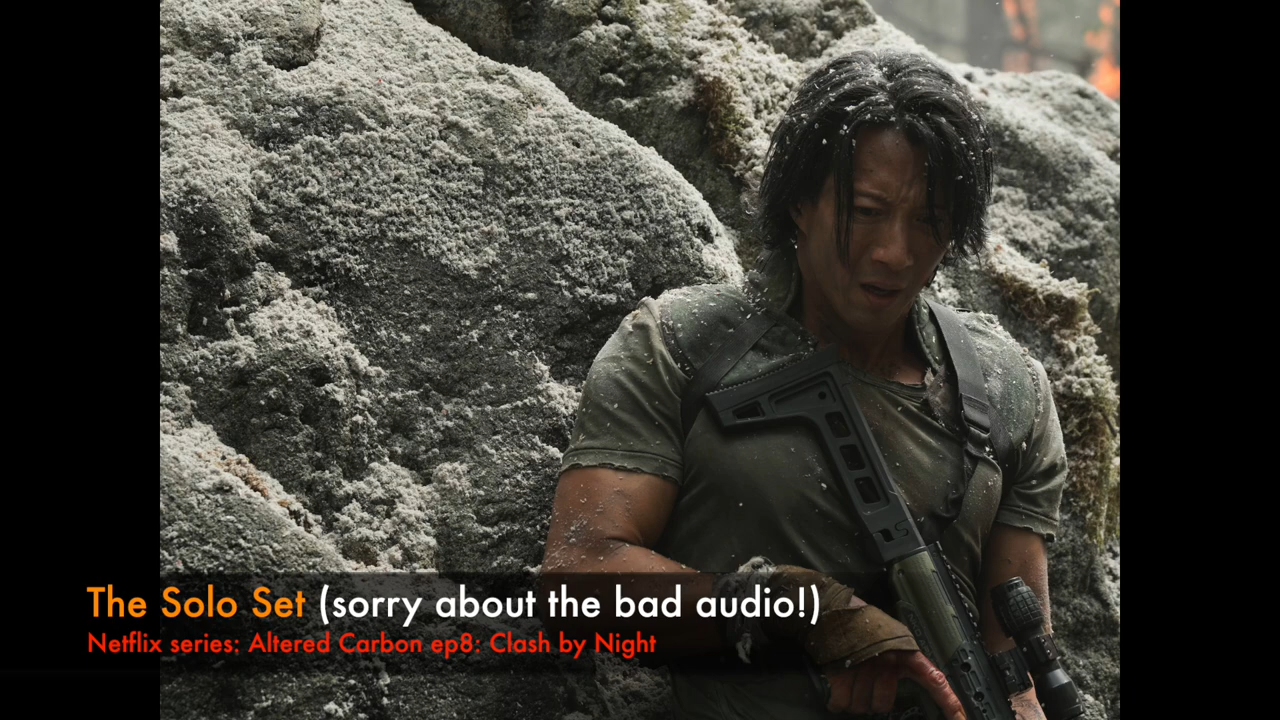 The Solo Set (sorry about the bad audio!)
Netflix series: Altered Carbon ep8: Clash by Night